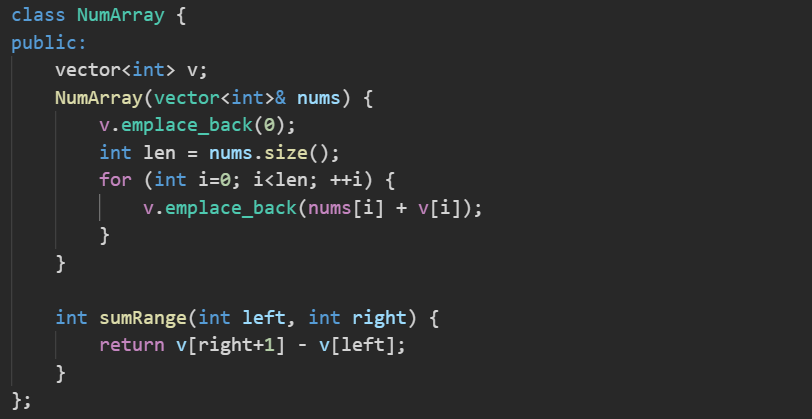 class NumArray {
public:
    vector<int> v;
    NumArray(vector<int>& nums) {
        v.emplace_back(0);
        int len = nums.size();
        for (int i=0; i<len; ++i) {
            v.emplace_back(nums[i] + v[i]);
        }
    }

    int sumRange(int left, int right) {
        return v[right+1] - v[left];
    }
};